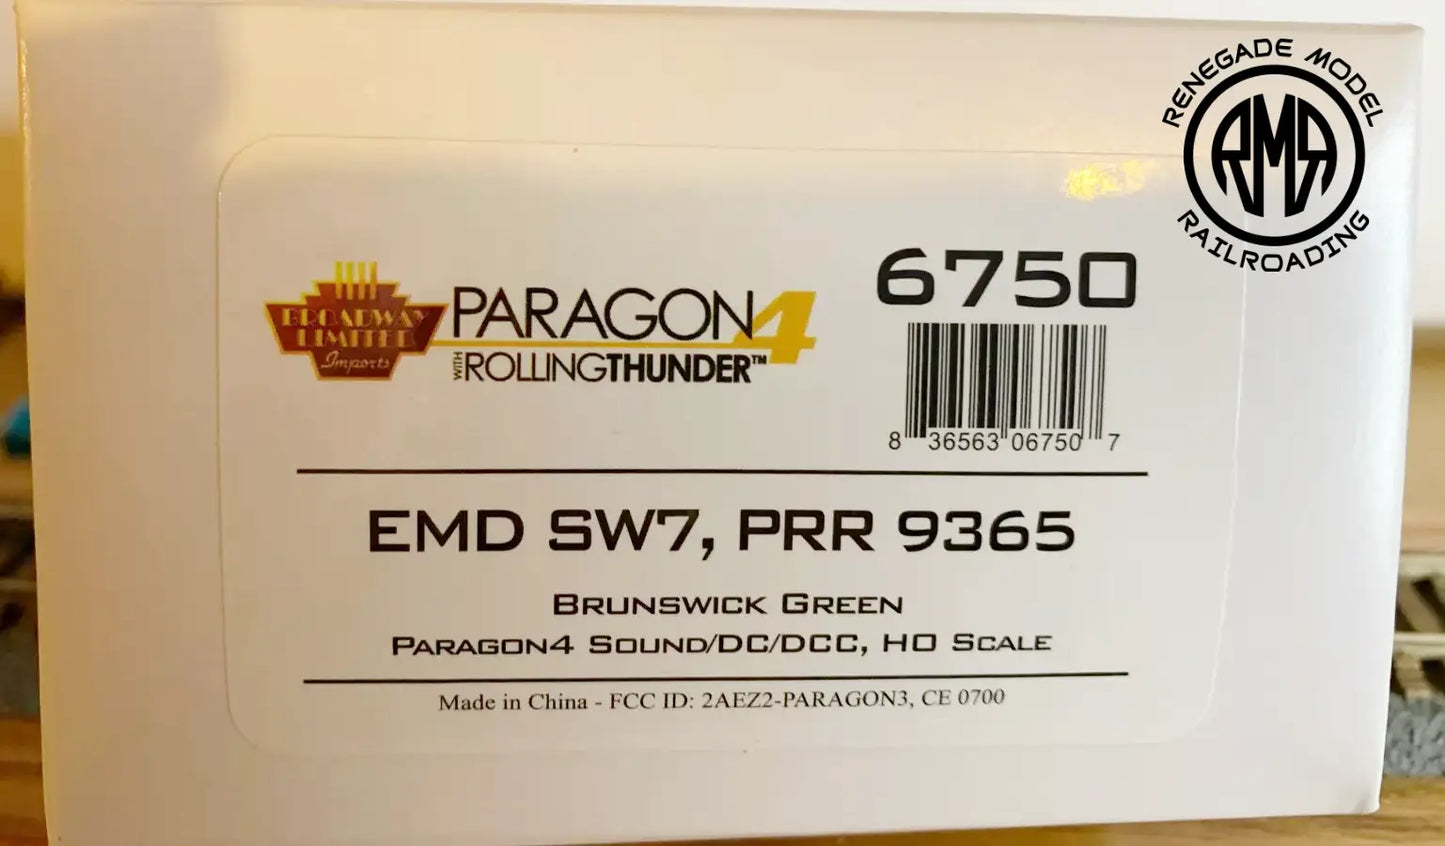 RENEGADE MODEL
RMR
RAILROADING
BROADWAY
LIMITED
Imports
PARAGON4
WITH ROLLINGTHUNDER™
6750
8 36563 06750 7
EMD SW7, PRR 9365
BRUNSWICK GREEN
PARAGON4 SOUND/DC/DCC, HO SCALE
Made in China - FCC ID: 2AEZ2-PARAGON3, CE 0700